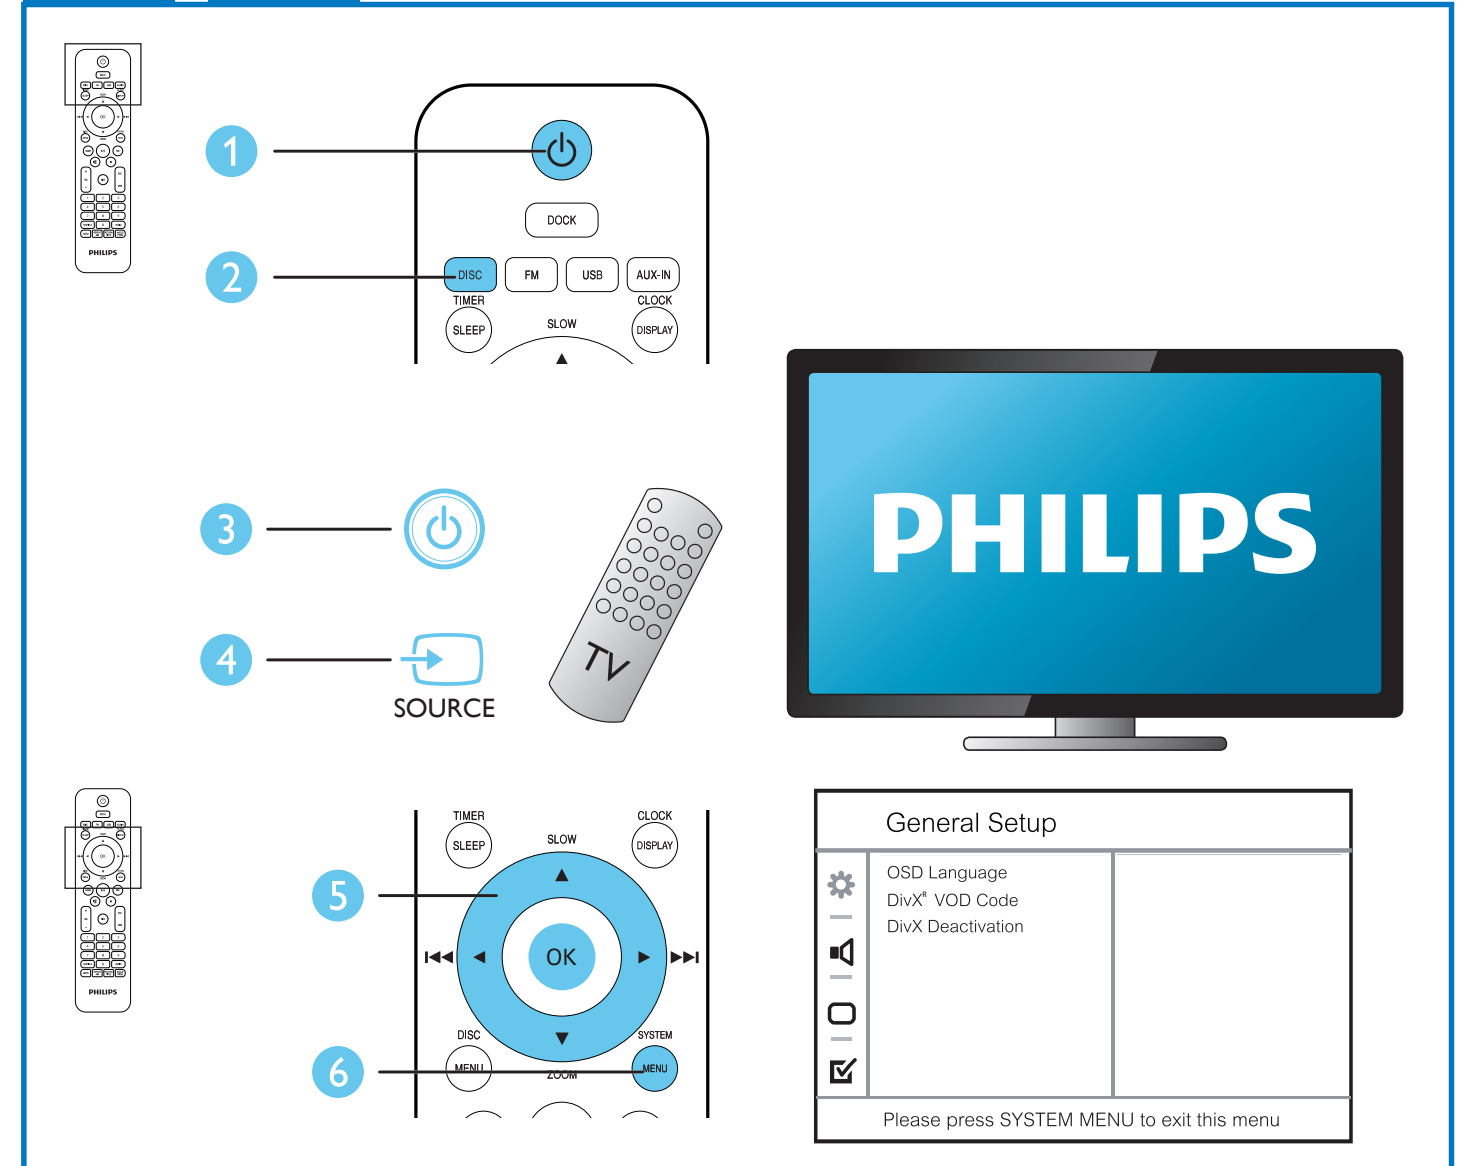 1
DOCK
2
DISC FM USB AUX-IN
TIMER CLOCK
SLEEP SLOW DISPLAY
OK
PHILIPS
3
PHILIPS
4
SOURCE
TV
TIMER CLOCK
SLEEP SLOW DISPLAY
5
OK
DISC SYSTEM
6
MENU MENU
ZOOM
OK
PHILIPS
General Setup
OSD Language
DivX® VOD Code
DivX Deactivation
Please press SYSTEM MENU to exit this menu